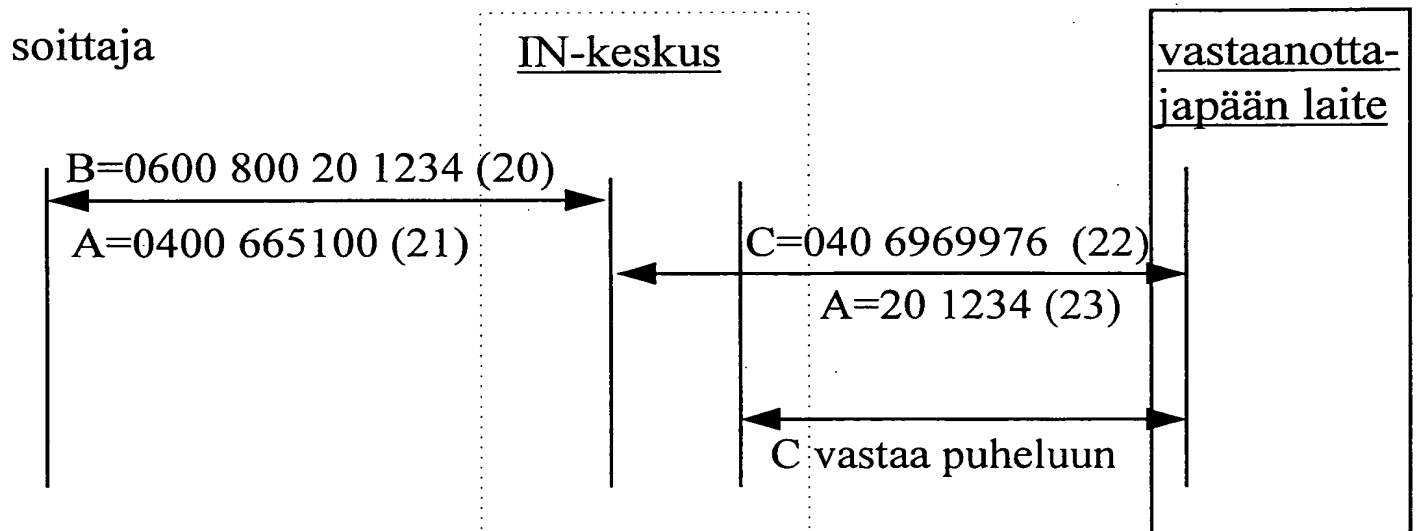 soittaja
IN-keskus
vastaanotta-
japään laite
B=0600 800 20 1234 (20)
A=0400 665100 (21)
C=040 6969976 (22)
A=20 1234 (23)
C vastaa puheluun